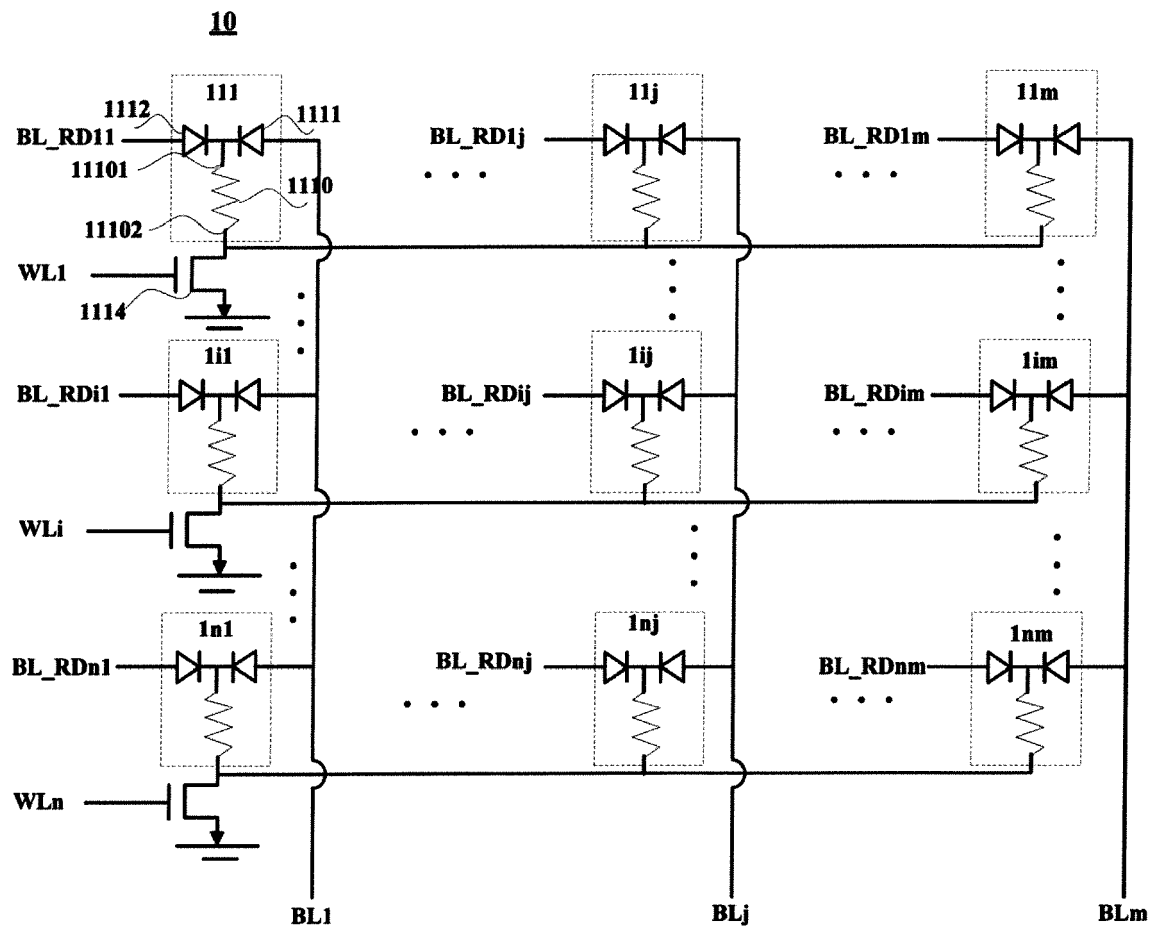 10
111
11j
11m
1112
1111
BL_RD11
BL_RD1j
BL_RD1m
11101
1110
11102
WL1
1114
1i1
1ij
1im
BL_RDi1
BL_RDij
BL_RDim
WLi
1n1
1nj
1nm
BL_RDn1
BL_RDnj
BL_RDnm
WLn
BL1
BLj
BLm